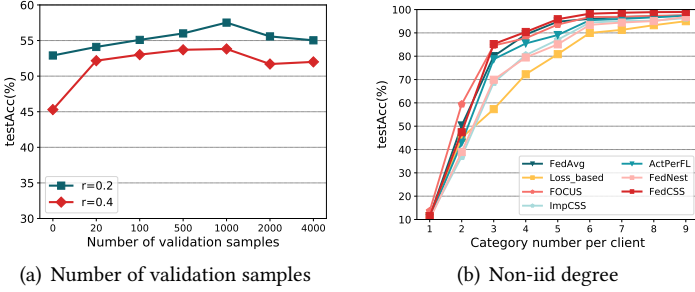 60
55
50
45
40
35
30
testAcc(%)
r=0.2
r=0.4
0 20 100 500 1000 2000 4000
Number of validation samples
(a) Number of validation samples
100
90
80
70
60
50
40
30
20
10
testAcc(%)
FedAvg
Loss_based
FOCUS
ImpCSS
ActPerFL
FedNest
FedCSS
1 2 3 4 5 6 7 8 9
Category number per client
(b) Non-iid degree